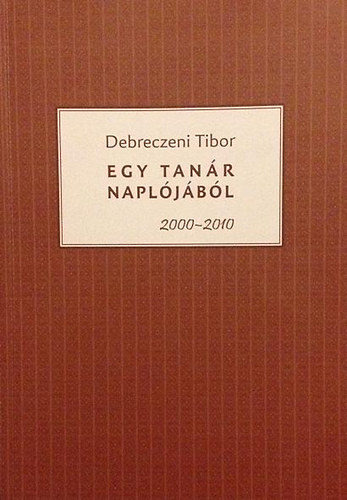 Debreczeni Tibor
EGY TANÁR
NAPLÓJÁBÓL
2000–2010